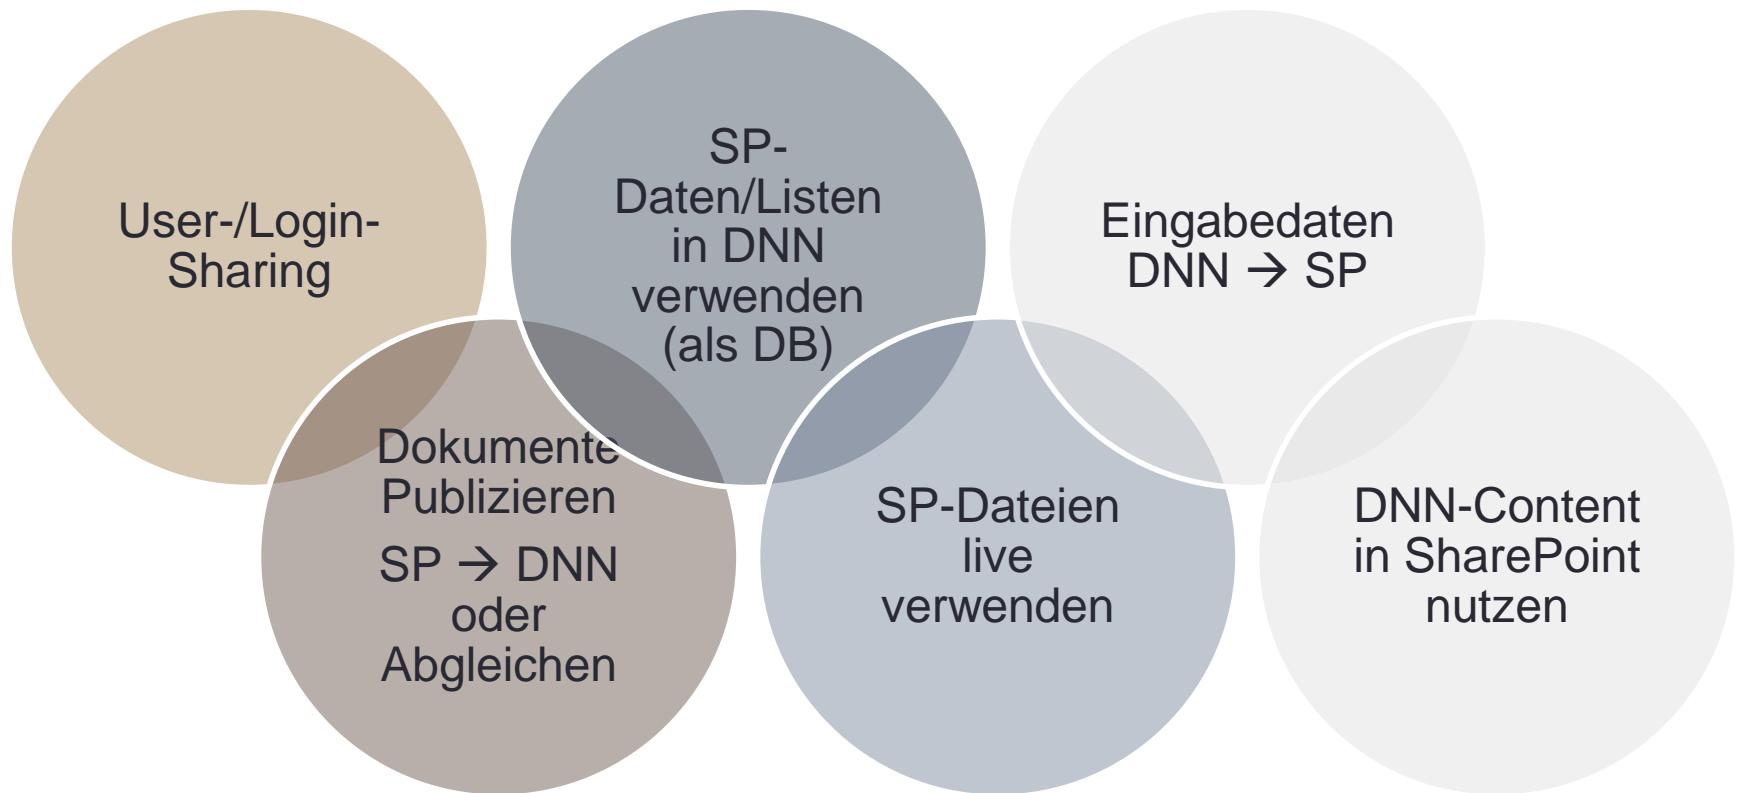 User-/Login-
Sharing
Dokumente
Publizieren
SP → DNN
oder
Abgleichen
SP-
Daten/Listen
in DNN
verwenden
(als DB)
SP-Dateien
live
verwenden
Eingabedaten
DNN → SP
DNN-Content
in SharePoint
nutzen